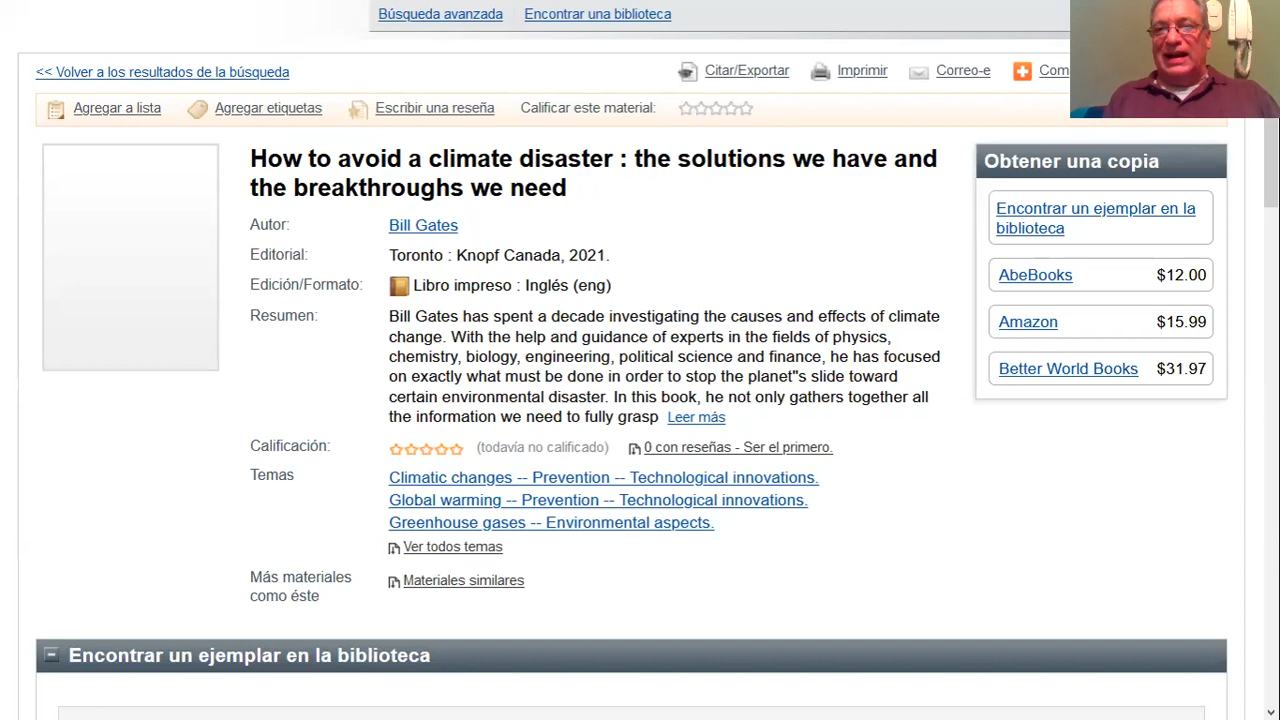 Búsqueda avanzada Encontrar una biblioteca
<< Volver a los resultados de la búsqueda
Citar/Exportar Imprimir Correo-e Com
Agregar a lista Agregar etiquetas Escribir una reseña Calificar este material:
How to avoid a climate disaster : the solutions we have and
the breakthroughs we need
Autor: Bill Gates
Editorial: Toronto : Knopf Canada, 2021.
Edición/Formato: Libro impreso : Inglés (eng)
Resumen: Bill Gates has spent a decade investigating the causes and effects of climate
change. With the help and guidance of experts in the fields of physics,
chemistry, biology, engineering, political science and finance, he has focused
on exactly what must be done in order to stop the planet"s slide toward
certain environmental disaster. In this book, he not only gathers together all
the information we need to fully grasp Leer más
Calificación: (todavía no calificado) 0 con reseñas - Ser el primero.
Temas Climatic changes -- Prevention -- Technological innovations.
Global warming -- Prevention -- Technological innovations.
Greenhouse gases -- Environmental aspects.
Ver todos temas
Más materiales
como éste
Materiales similares
Obtener una copia
Encontrar un ejemplar en la
biblioteca
AbeBooks $12.00
Amazon $15.99
Better World Books $31.97
Encontrar un ejemplar en la biblioteca